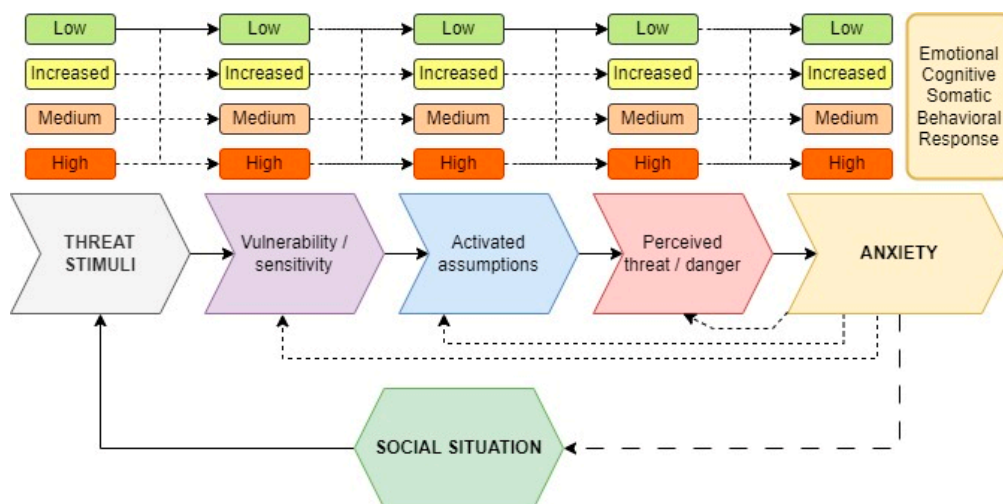 Low Low Low Low Low
Increased Increased Increased Increased Increased
Medium Medium Medium Medium Medium
High High High High High
Emotional
Cognitive
Somatic
Behavioral
Response
THREAT
STIMULI
Vulnerability /
sensitivity
Activated
assumptions
Perceived
threat / danger
ANXIETY
SOCIAL SITUATION